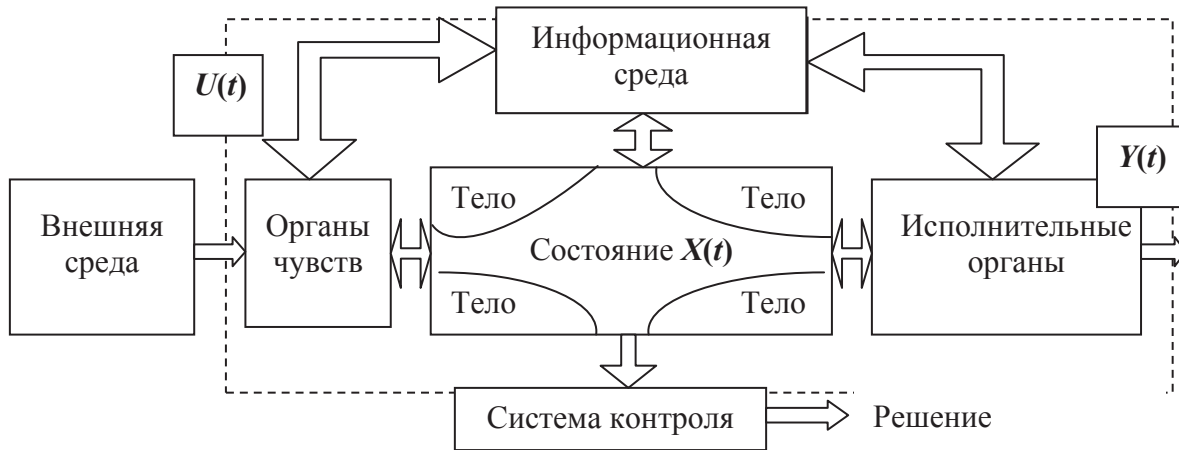 Информационная
среда
U(t)
Y(t)
Внешняя
среда
Органы
чувств
Тело
Тело
Состояние X(t)
Тело
Тело
Исполнительные
органы
Система контроля
Решение